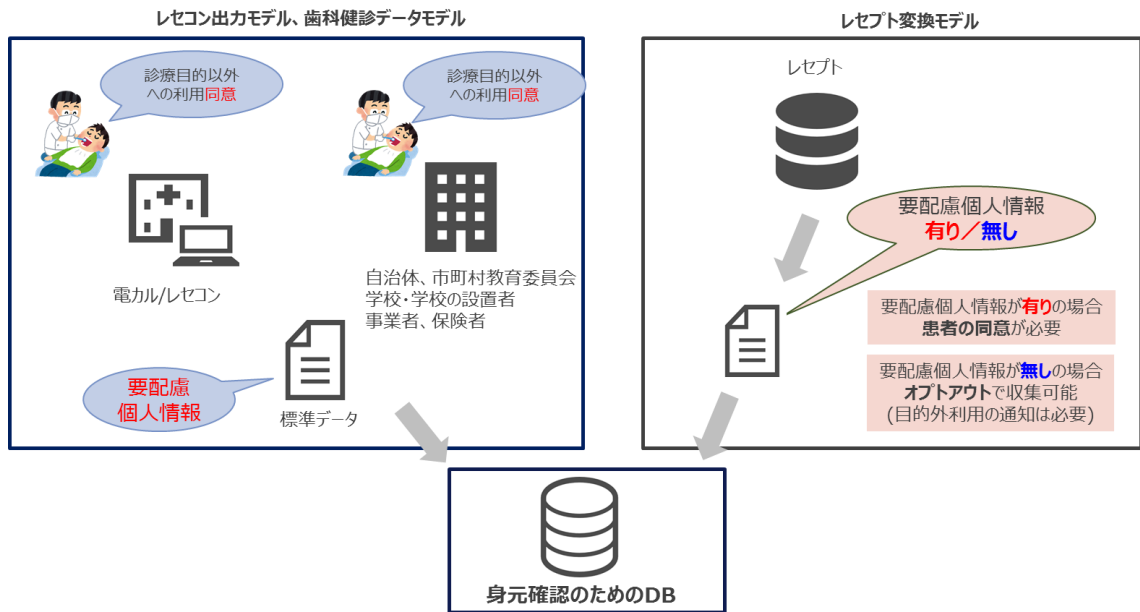 レセコン出力モデル、歯科健診データモデル
診療目的以外
への利用同意
診療目的以外
への利用同意
電カル/レセコン
自治体、市町村教育委員会
学校・学校の設置者
事業者、保険者
要配慮
個人情報
標準データ
レセプト変換モデル
レセプト
要配慮個人情報
有り／無し
要配慮個人情報が有りの場合
患者の同意が必要
要配慮個人情報が無しの場合
オプトアウトで収集可能
(目的外利用の通知は必要)
身元確認のためのDB